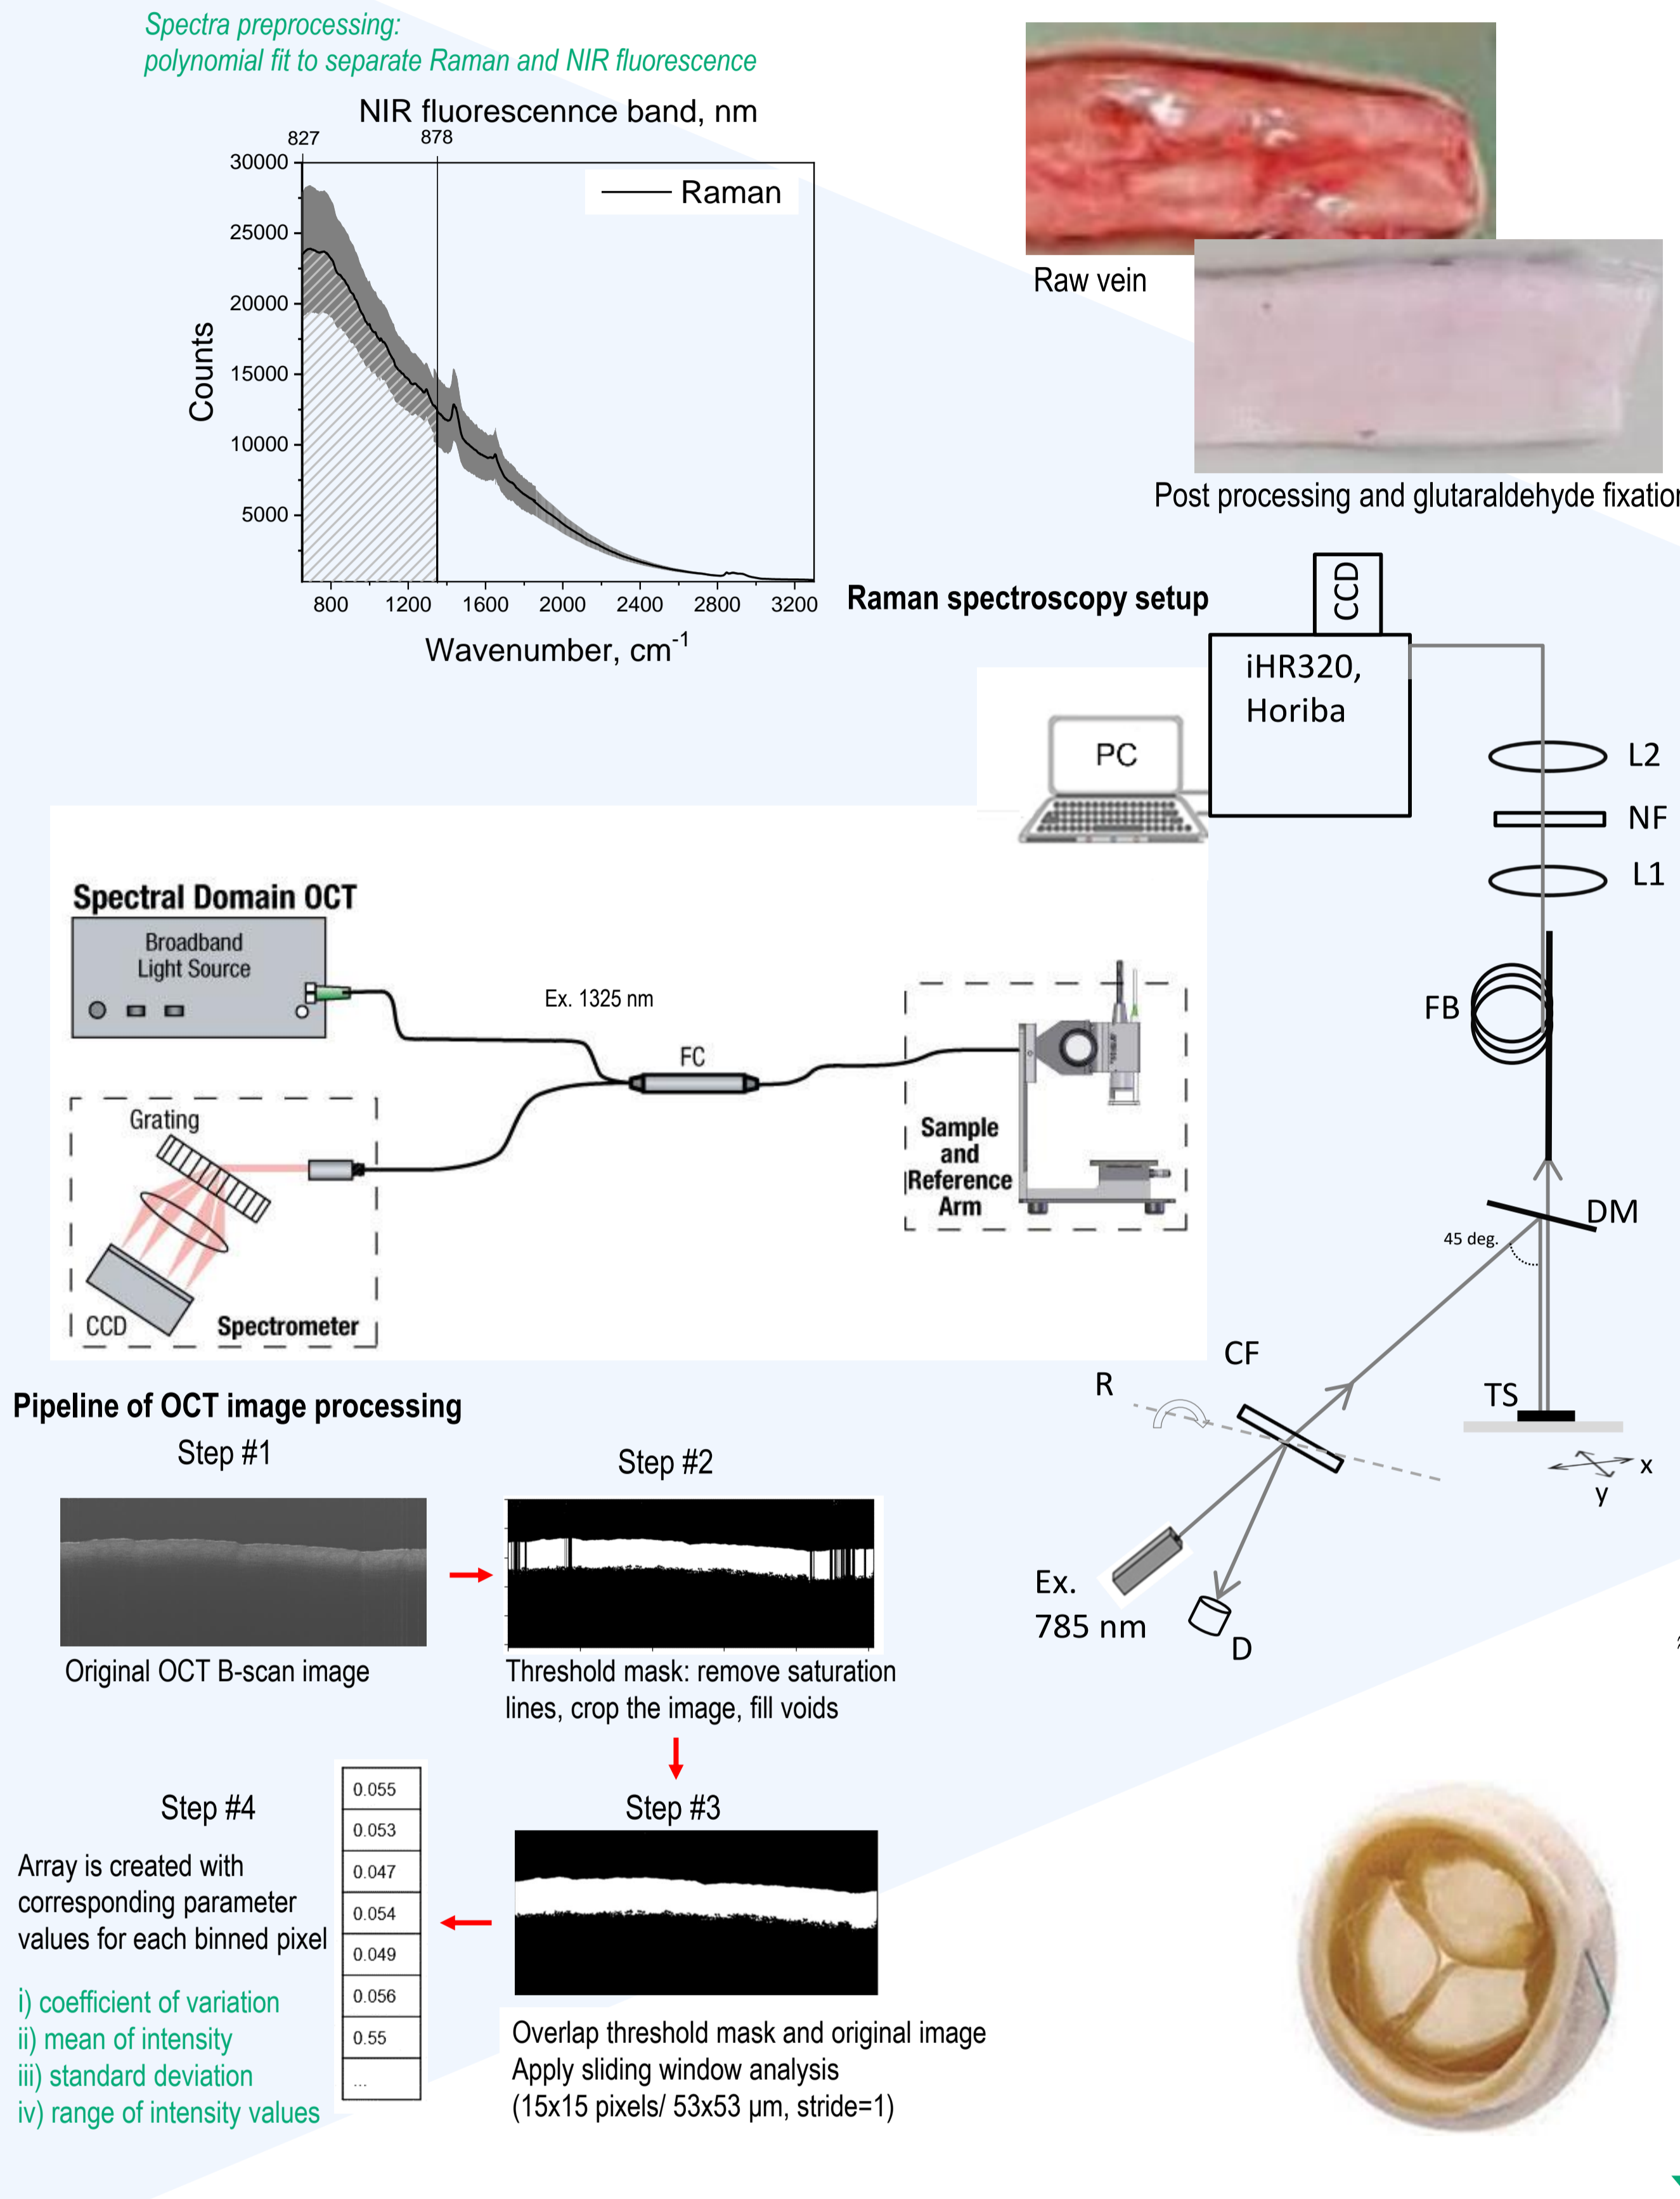 Spectra preprocessing:
polynomial fit to separate Raman and NIR fluorescence
NIR fluorescennce band, nm
827
878
30000
25000
20000
15000
10000
5000
Counts
Raman
800
1200
1600
2000
2400
2800
3200
Wavenumber, cm-1
Raw vein
Post processing and glutaraldehyde fixation
Raman spectroscopy setup
CCD
iHR320,
Horiba
PC
L2
NF
L1
FB
DM
45 deg.
CF
R
TS
x
y
Ex.
785 nm
D
Spectral Domain OCT
Broadband
Light Source
Ex. 1325 nm
FC
Grating
CCD
Spectrometer
Sample
and
Reference
Arm
Pipeline of OCT image processing
Step #1
Original OCT B-scan image
Step #2
Threshold mask: remove saturation
lines, crop the image, fill voids
Step #3
Overlap threshold mask and original image
Apply sliding window analysis
(15x15 pixels/ 53x53 µm, stride=1)
Step #4
Array is created with
corresponding parameter
values for each binned pixel
i) coefficient of variation
ii) mean of intensity
iii) standard deviation
iv) range of intensity values
0.055
0.053
0.047
0.054
0.049
0.056
0.55
...